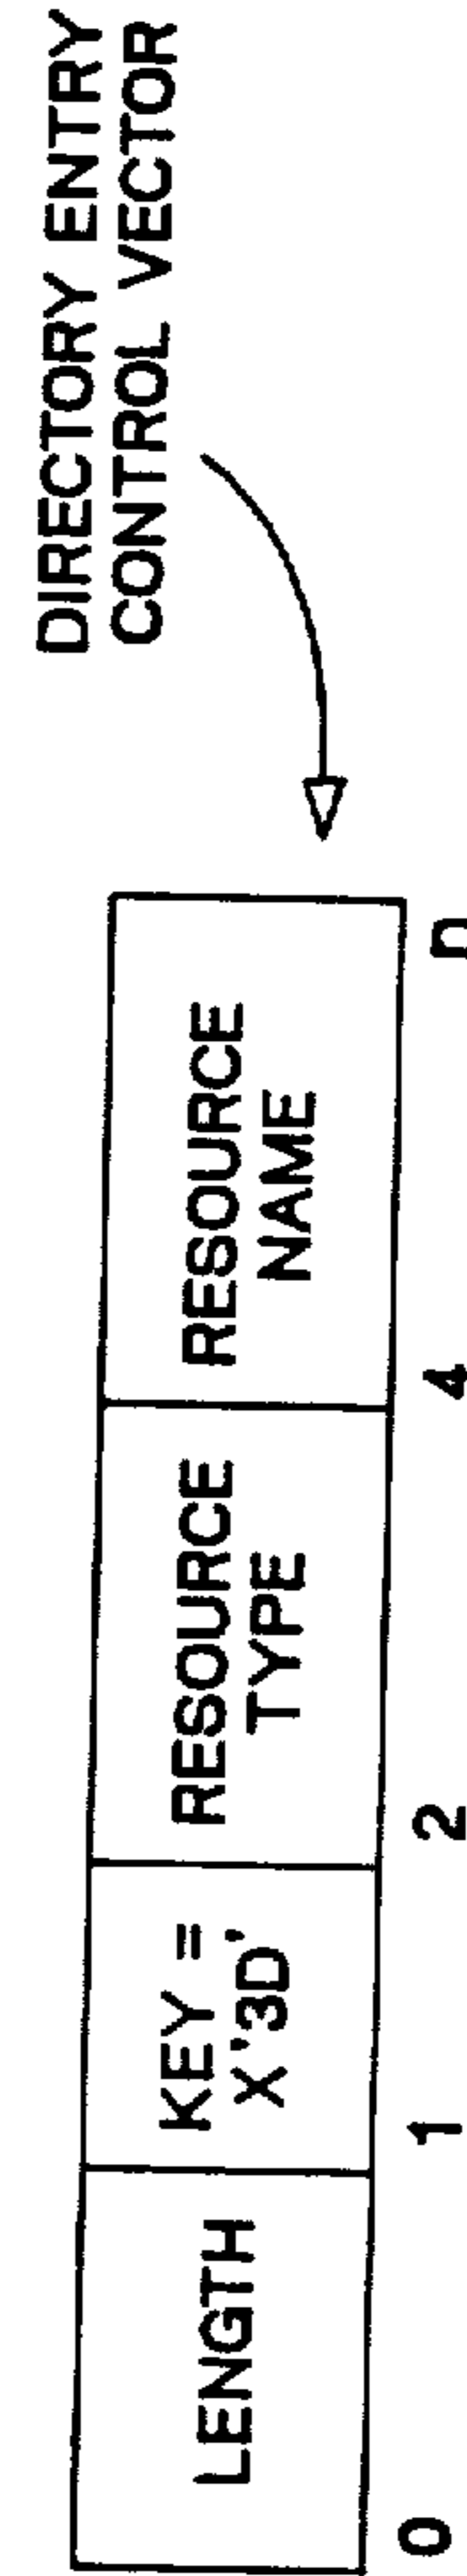 DIRECTORY ENTRY
CONTROL VECTOR
LENGTH
KEY =
X'3D'
RESOURCE
TYPE
RESOURCE
NAME
0
1
2
4
n